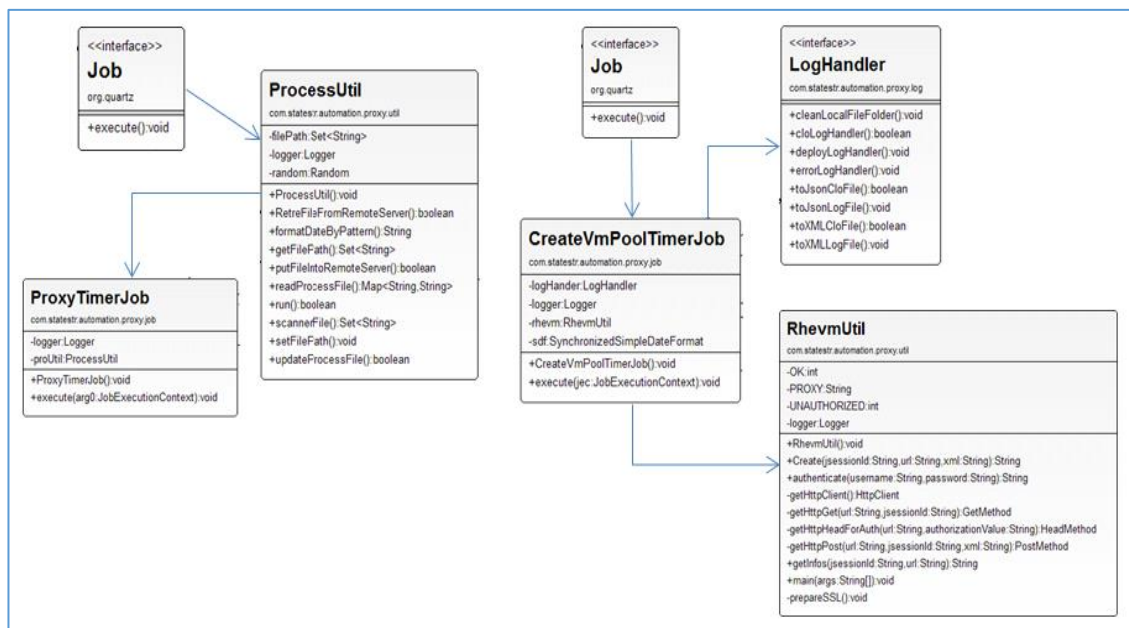 <<interface>>
Job
org.quartz
+execute():void
ProcessUtil
com.statestr.automation.proxy.util
-filePath:Set<String>
-logger:Logger
-random:Random
+ProcessUtil():void
+RetreFileFromRemoteServer():boolean
+formatDateByPattern():String
+getFilePath():Set<String>
+putFileIntoRemoteServer():boolean
+readProcessFile():Map<String,String>
+run():boolean
+scannerFile():Set<String>
+setFilePath():void
+updateFrocessFile():boolean
ProxyTimerJob
com.statestr.automation.proxy.job
-logger:Logger
-proUtil:ProcessUtil
+ProxyTimerJob():void
+execute(arg0:JobExecutionContext):void
<<interface>>
Job
org.quartz
+execute():void
<<interface>>
LogHandler
com.statestr.automation.proxy.log
+cleanLocalFileFolder():void
+cloLogHandler():boolean
+deployLogHandler():void
+errorLogHandler():void
+toJsonCloFile():boolean
+toJsonLogFile():void
+toXMLCloFile():boolean
+toXMLLogFile():void
CreateVmPoolTimerJob
com.statestr.automation.proxy.job
-logHander:LogHandler
-logger:Logger
-rhevm:RhevmUtil
-sdf:SynchronizedSimpleDateFormat
+CreateVmPoolTimerJob():void
+execute(jec:JobExecutionContext):void
RhevmUtil
com.statestr.automation.proxy.util
-OK:int
-PROXY:String
-UNAUTHORIZED:int
-logger:Logger
+RhevmUtil():void
+Create(jsessionId:String,url:String,xml:String):String
+authenticate(username:String,password:String):String
-getHttpClient():HttpClient
-getHttpGet(url:String,jsessionId:String):GetMethod
-getHttpHeadForAuth(url:String,authorizationValue:String):HeadMethod
-getHttpPost(url:String,jsessionId:String,xml:String):PostMethod
+getInfos(jsessionId:String,url:String):String
+main(args:String[]):void
-prepareSSL():void